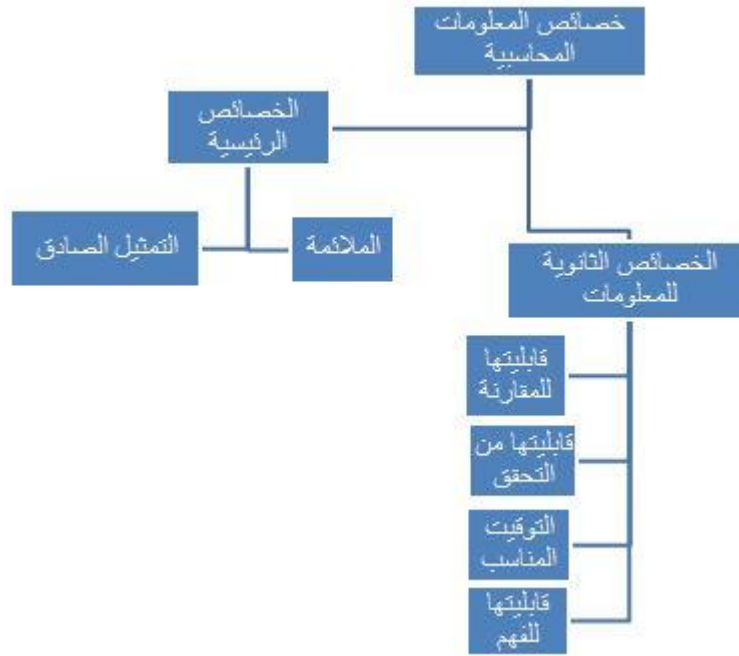 خصائص المعلومات
المحاسبية
الخصائص
الرئيسية
الملائمة
التمثيل الصادق
الخصائص الثانوية
للمعلومات
قابليتها
للمقارنة
قابليتها من
التحقق
التوقيت
المناسب
قابليتها
للفهم